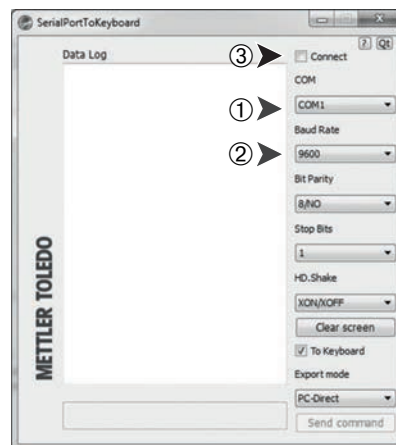 SerialPortToKeyboard
? Qt
Data Log
③
Connect
COM
①
COM1
Baud Rate
②
9600
Bit Parity
8/NO
Stop Bits
1
HD.Shake
XON/XOFF
Clear screen
To Keyboard
Export mode
PC-Direct
Send command
METTLER TOLEDO